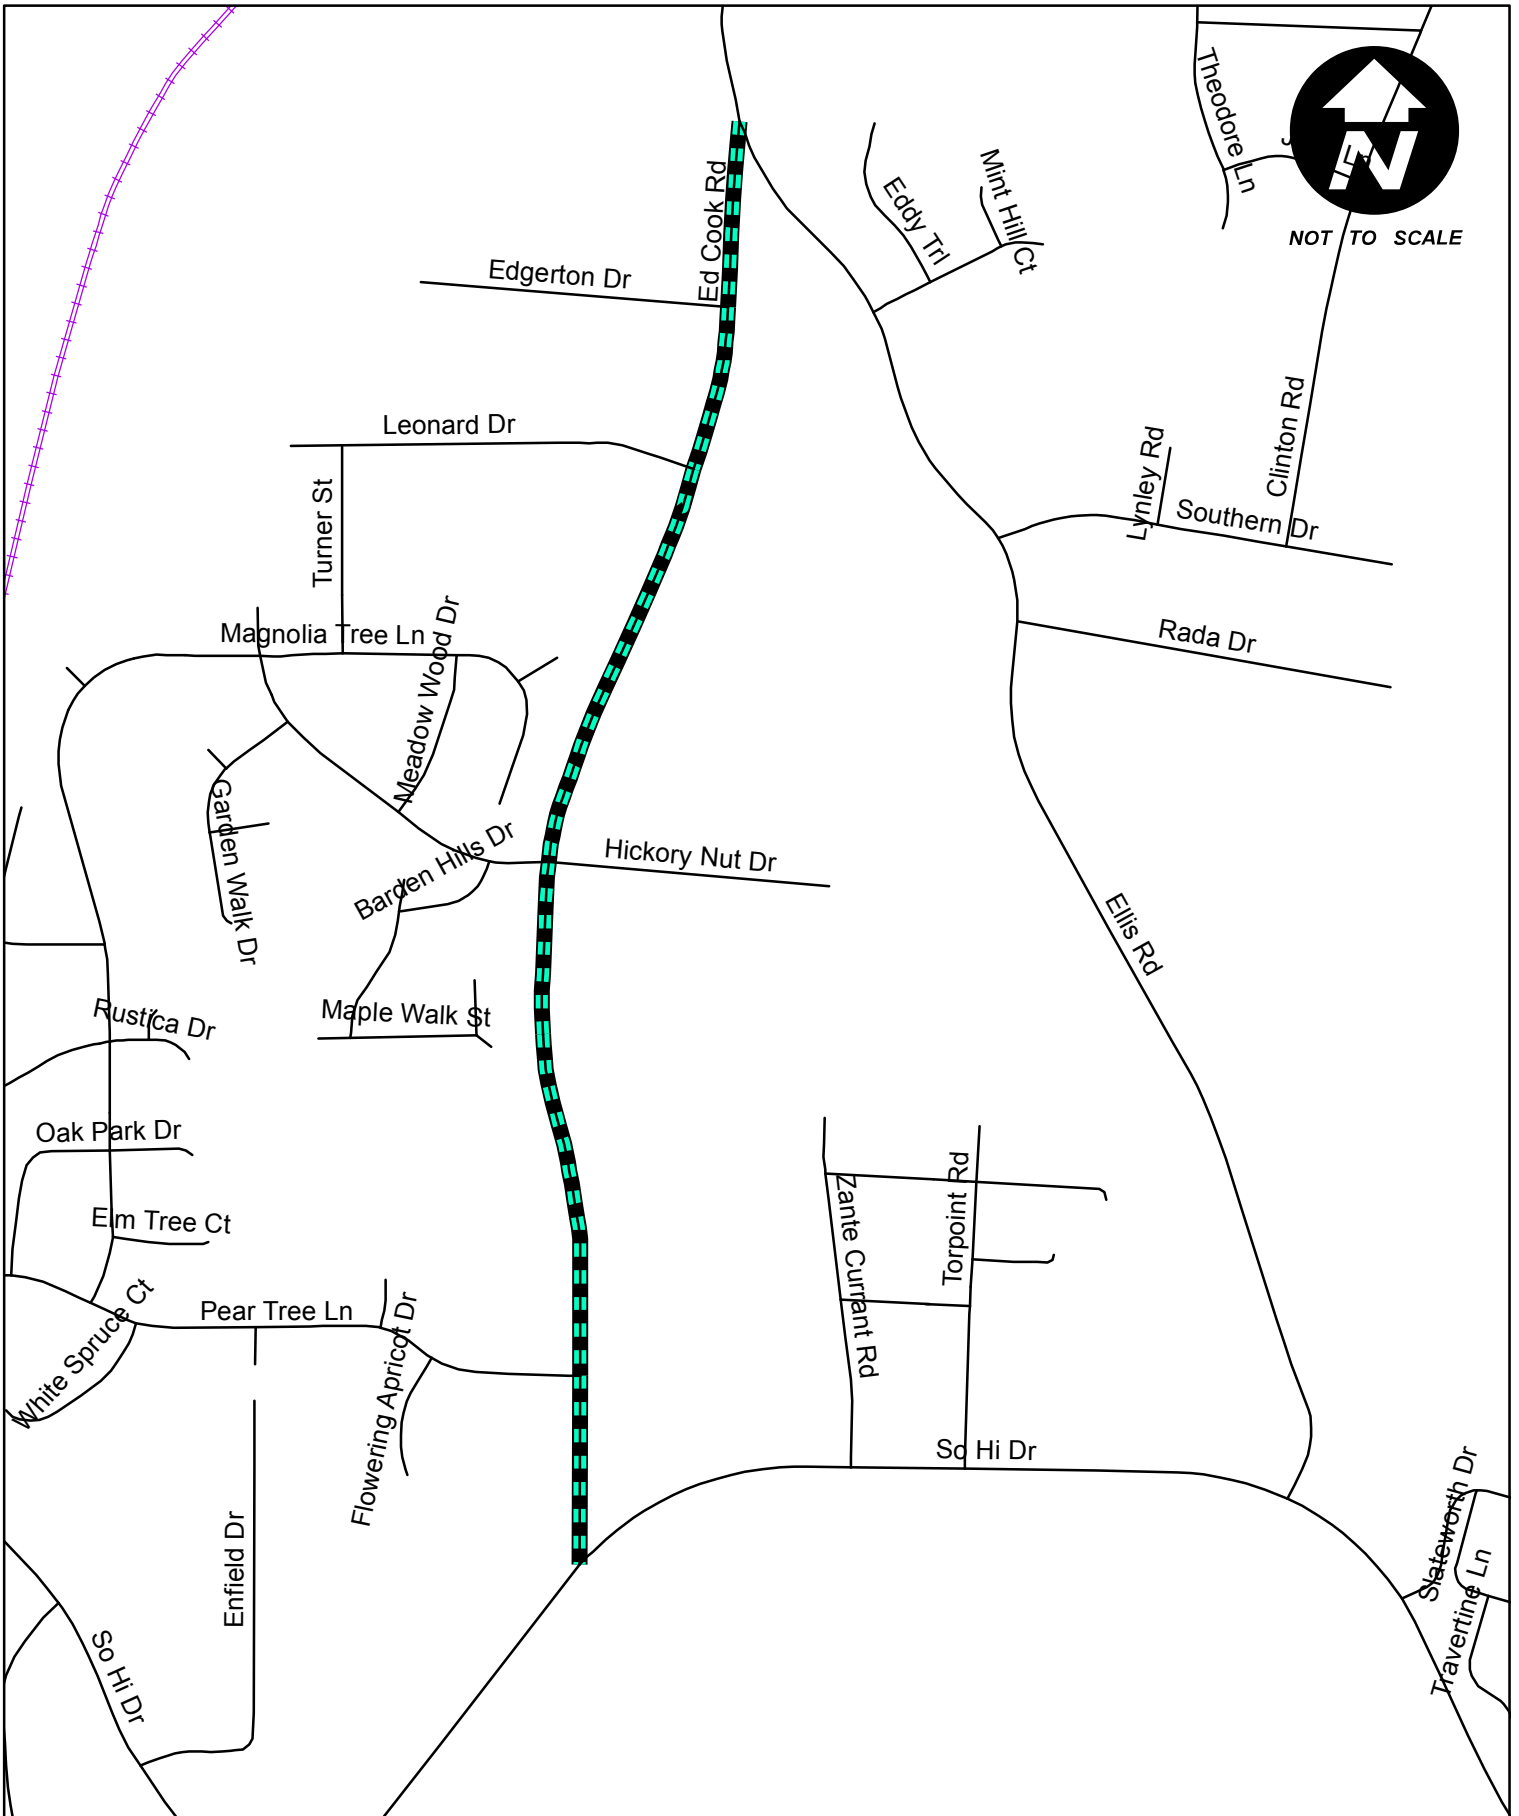 Theodore Ln
N
NOT TO SCALE
Ed Cook Rd
Eddy Trl
Mint Hill Ct
Edgerton Dr
Leonard Dr
Clinton Rd
Lynley Rd
Southern Dr
Turner St
Magnolia Tree Ln
Meadow Wood Dr
Rada Dr
Garden Walk Dr
Barden Hills Dr
Hickory Nut Dr
Ellis Rd
Rustica Dr
Maple Walk St
Oak Park Dr
Zante Currant Rd
Torpoint Rd
Elm Tree Ct
White Spruce Ct
Pear Tree Ln
Flowering Apricot Dr
So Hi Dr
Slateworth Dr
Enfield Dr
Travertine Ln
So Hi Dr